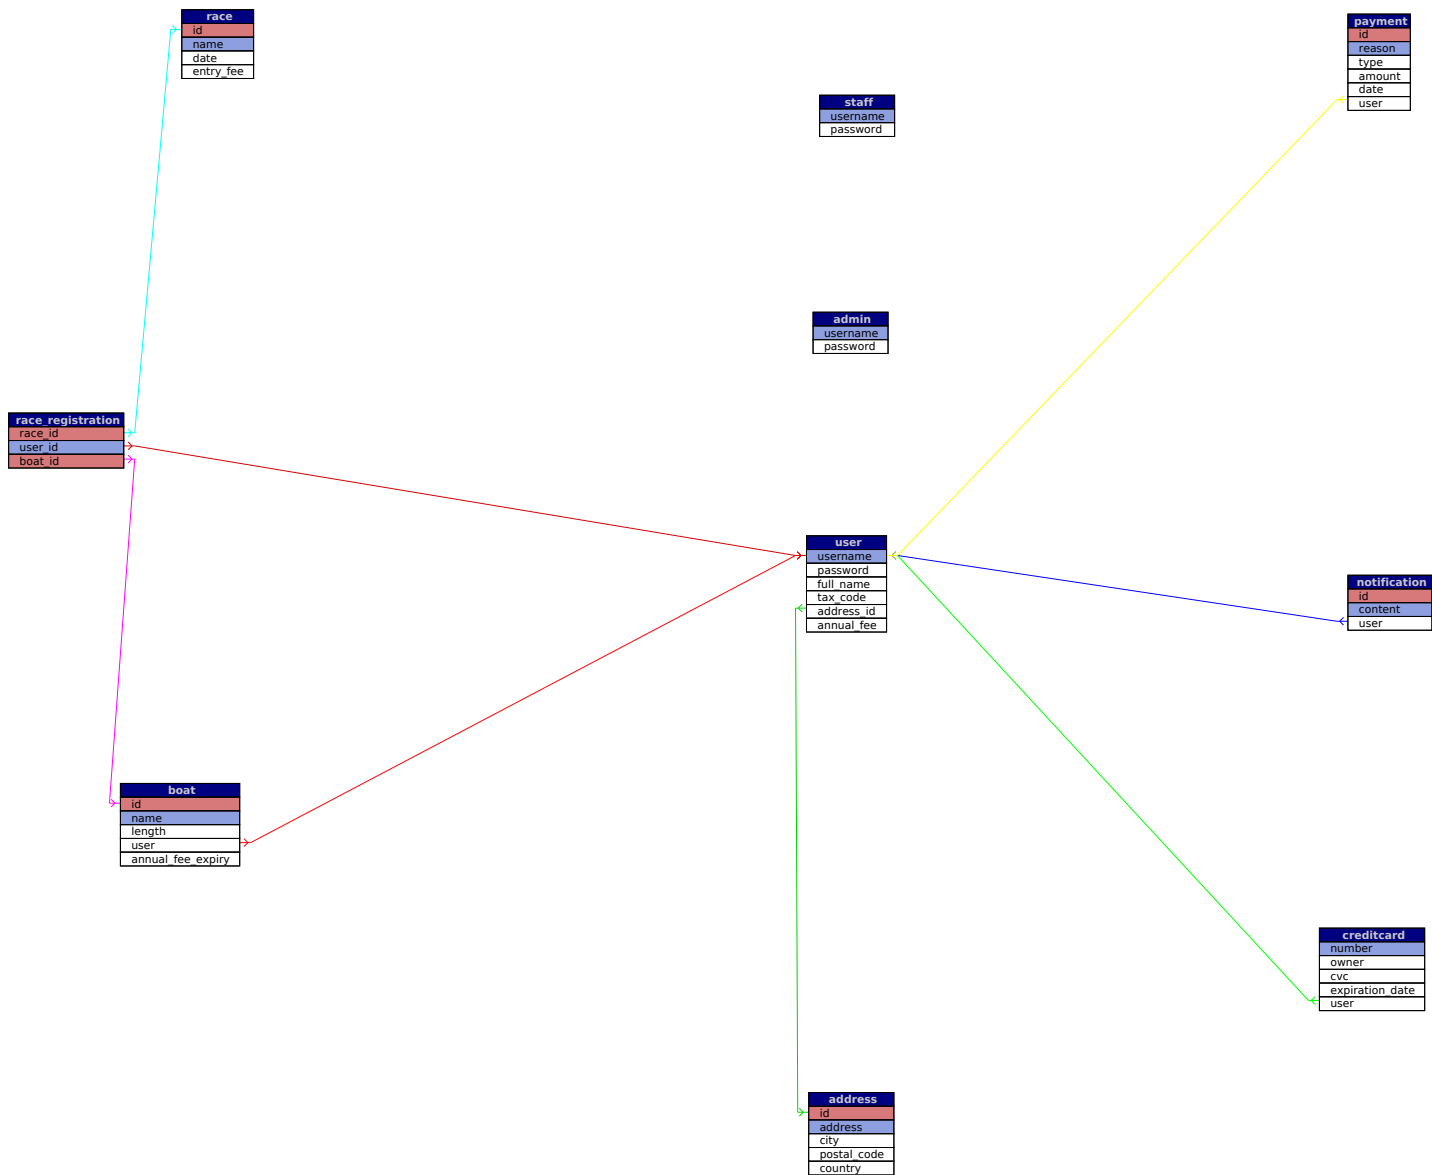 race
id
name
date
entry_fee
payment
id
reason
type
amount
date
user
staff
username
password
admin
username
password
race_registration
race_id
user_id
boat_id
user
username
password
full_name
tax_code
address_id
annual_fee
notification
id
content
user
boat
id
name
length
user
annual_fee_expiry
creditcard
number
owner
cvc
expiration_date
user
address
id
address
city
postal_code
country